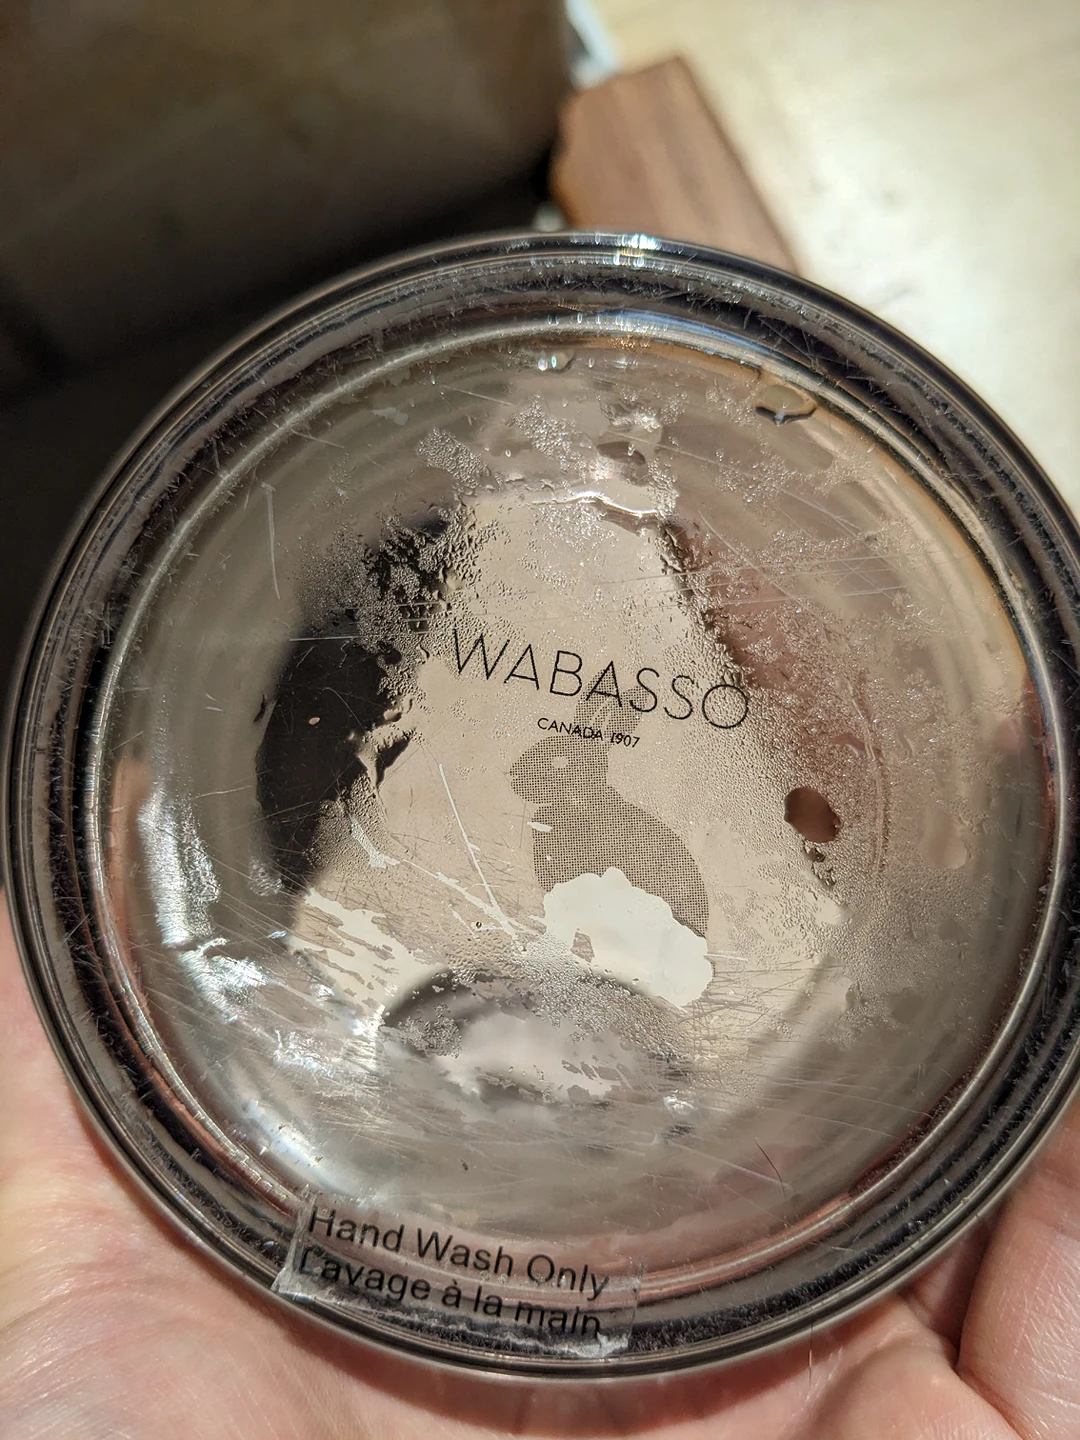 WABASSO
CANADA 1907
Hand Wash Only
Lavage à la main